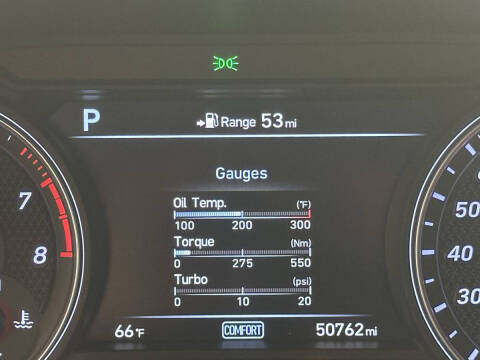 P Range 53 mi
Gauges
7
8
Oil Temp. (°F)
100 200 300
Torque (Nm)
0 275 550
Turbo (psi)
0 10 20
50
40
30
66°F COMFORT 50762 mi